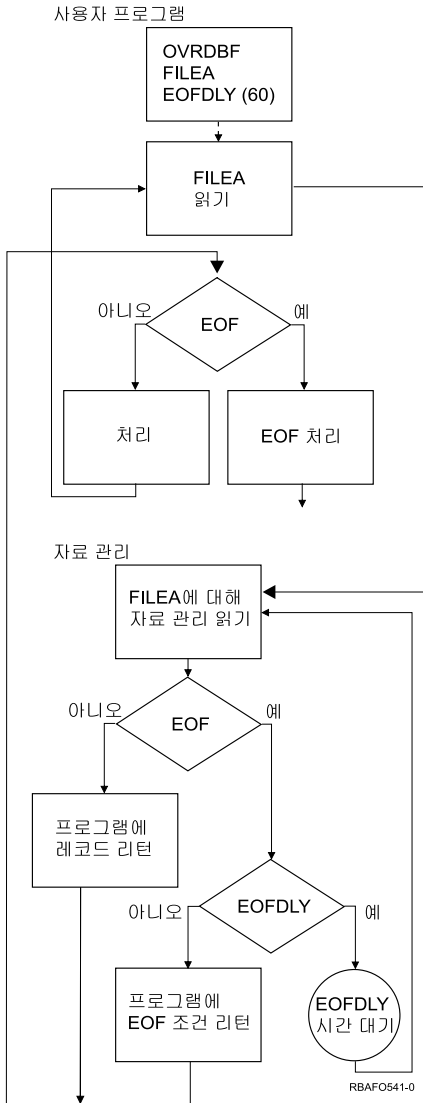 사용자 프로그램
OVRDBF
FILEA
EOFDLY (60)
FILEA
읽기
아니오
EOF
예
처리
EOF 처리
자료 관리
FILEA에 대해
자료 관리 읽기
아니오
EOF
예
프로그램에
레코드 리턴
아니오
EOFDLY
예
프로그램에
EOF 조건 리턴
EOFDLY
시간 대기
RBAFO541-0